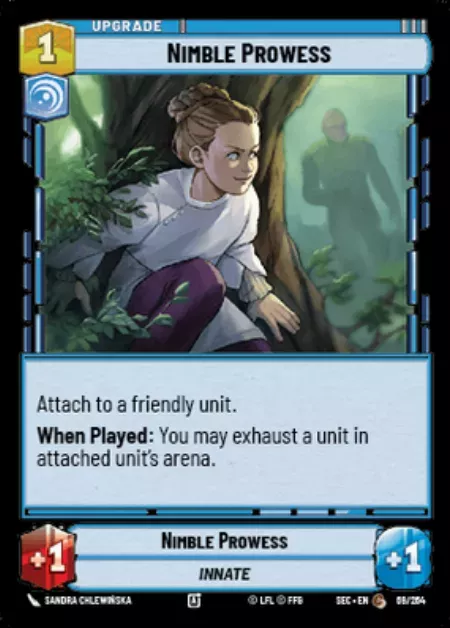 UPGRADE
1
NIMBLE PROWESS
Attach to a friendly unit.
When Played: You may exhaust a unit in
attached unit's arena.
+1
NIMBLE PROWESS
+1
INNATE
SANDRA CHLEWIŃSKA
A
© LFL © FFG
SEC • EN
C
/264